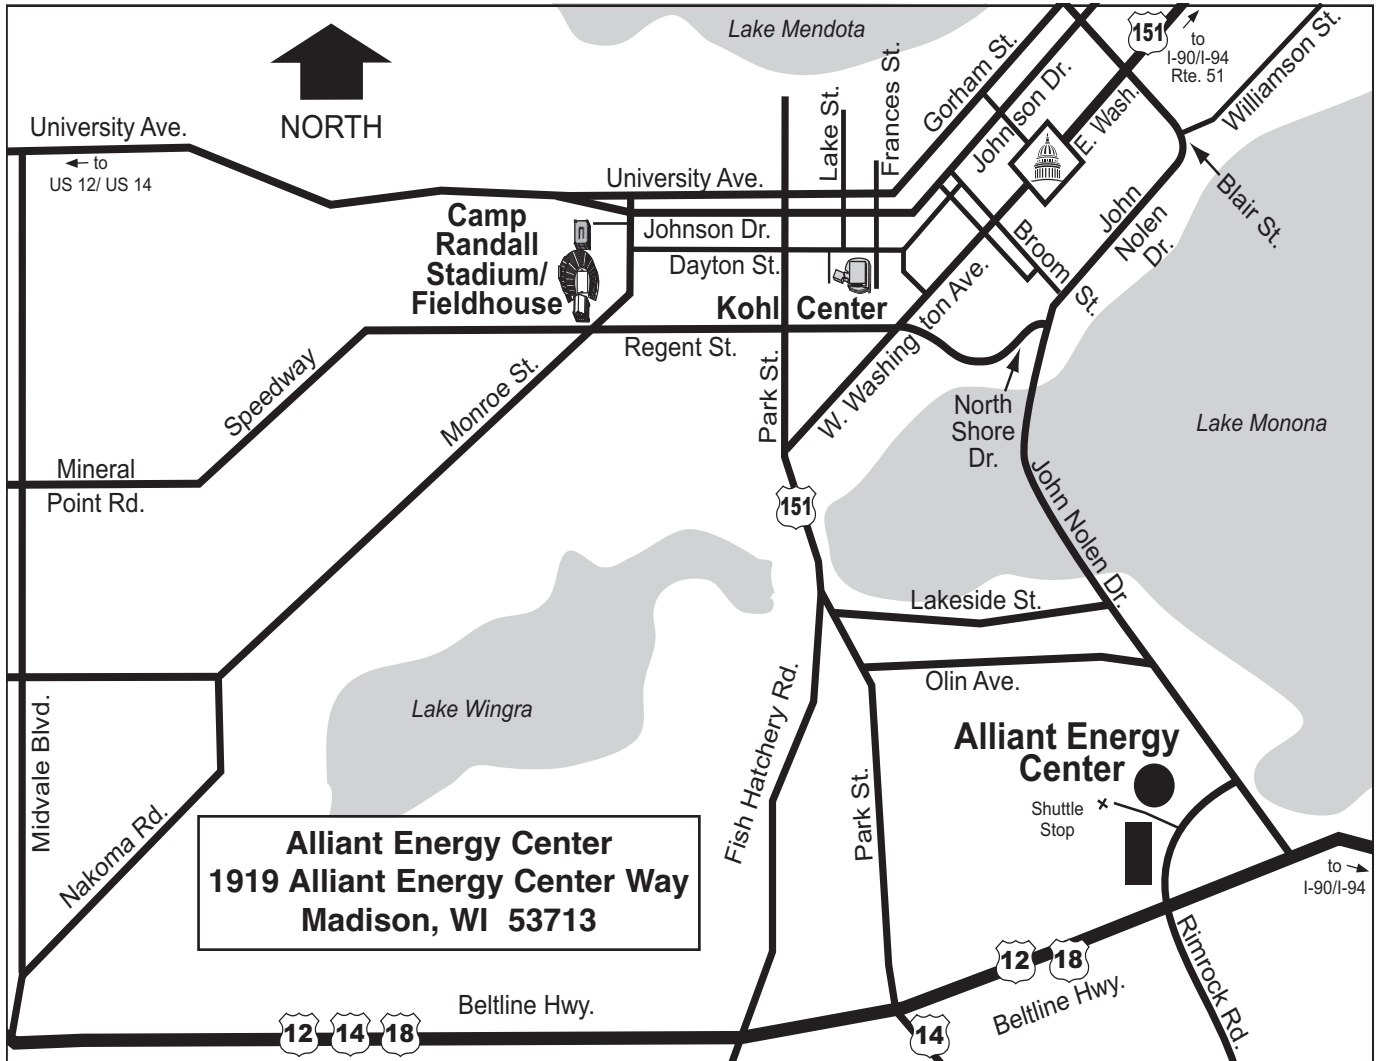 Lake Mendota
151
to
I-90/I-94
Rte. 51
Williamson St.
NORTH
University Ave.
← to
US 12/ US 14
Gorham St.
Johnson Dr.
E. Wash.
Lake St.
Frances St.
University Ave.
Camp
Randall
Stadium/
Fieldhouse
Johnson Dr.
Dayton St.
Kohl Center
Regent St.
Broom St.
John
Nolen
Dr.
Blair St.
W. Washington Ave.
Park St.
Monroe St.
Speedway
North
Shore
Dr.
Lake Monona
Mineral
Point Rd.
151
John Nolen Dr.
Lakeside St.
Olin Ave.
Lake Wingra
Midvale Blvd.
Nakoma Rd.
Fish Hatchery Rd.
Park St.
Alliant Energy
Center
Shuttle
Stop
Alliant Energy Center
1919 Alliant Energy Center Way
Madison, WI 53713
to →
I-90/I-94
Rimrock Rd.
12 18
Beltline Hwy.
Beltline Hwy.
12 14 18
14